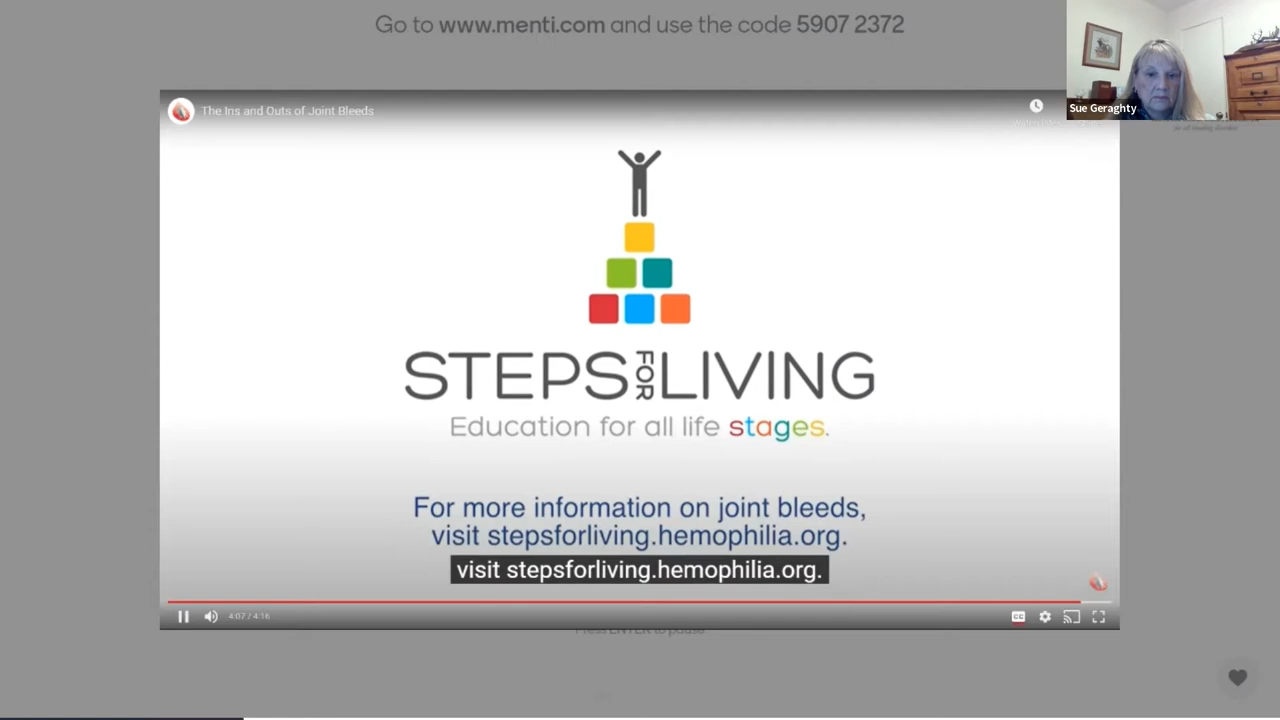 Go to www.menti.com and use the code 5907 2372
Sue Geraghty
The Ins and Outs of Joint Bleeds
STEPS FOR LIVING
Education for all life stages.
For more information on joint bleeds,
visit stepsforliving.hemophilia.org.
visit stepsforliving.hemophilia.org.
4:07 / 4:16
CC
Press ENTER to pause